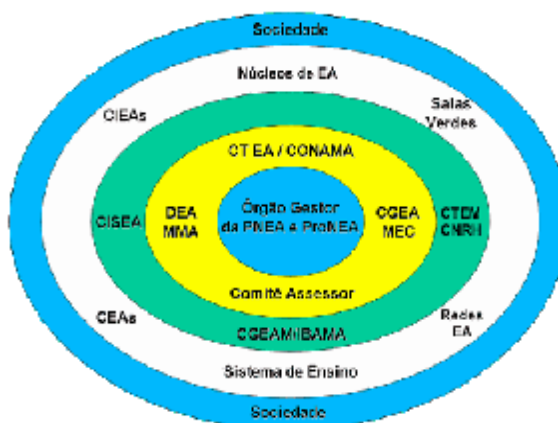 Sociedade
Núcleos de EA
CIEAs
Salas
Verdes
CT EA / CONAMA
CISEA
DEA
MMA
Órgão Gestor
da PNEA e ProNEA
CGEA
MEC
CTEM
CNRH
Comitê Assessor
CEAs
Redes
EA
CGEAM/IBAMA
Sistema de Ensino
Sociedade